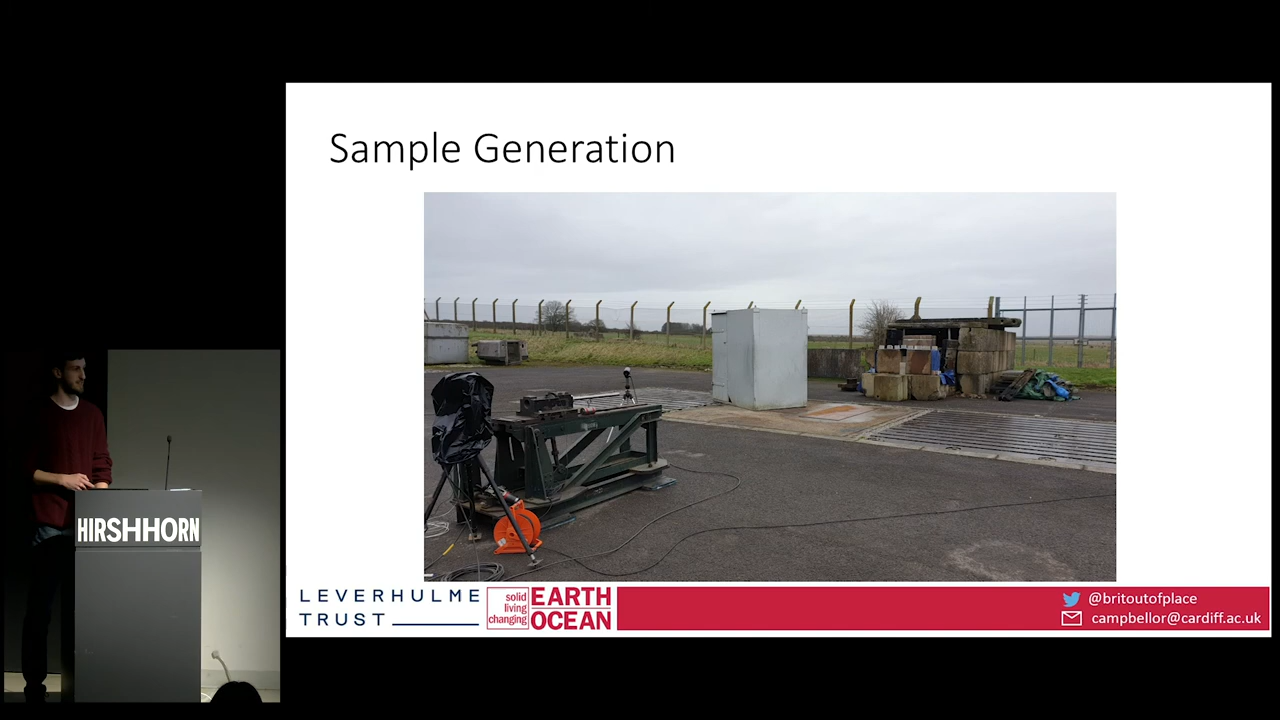 Sample Generation
HIRSHHORN
LEVERHULME
TRUST
solid
living
changing
EARTH
OCEAN
@britoutofplace
campbellor@cardiff.ac.uk